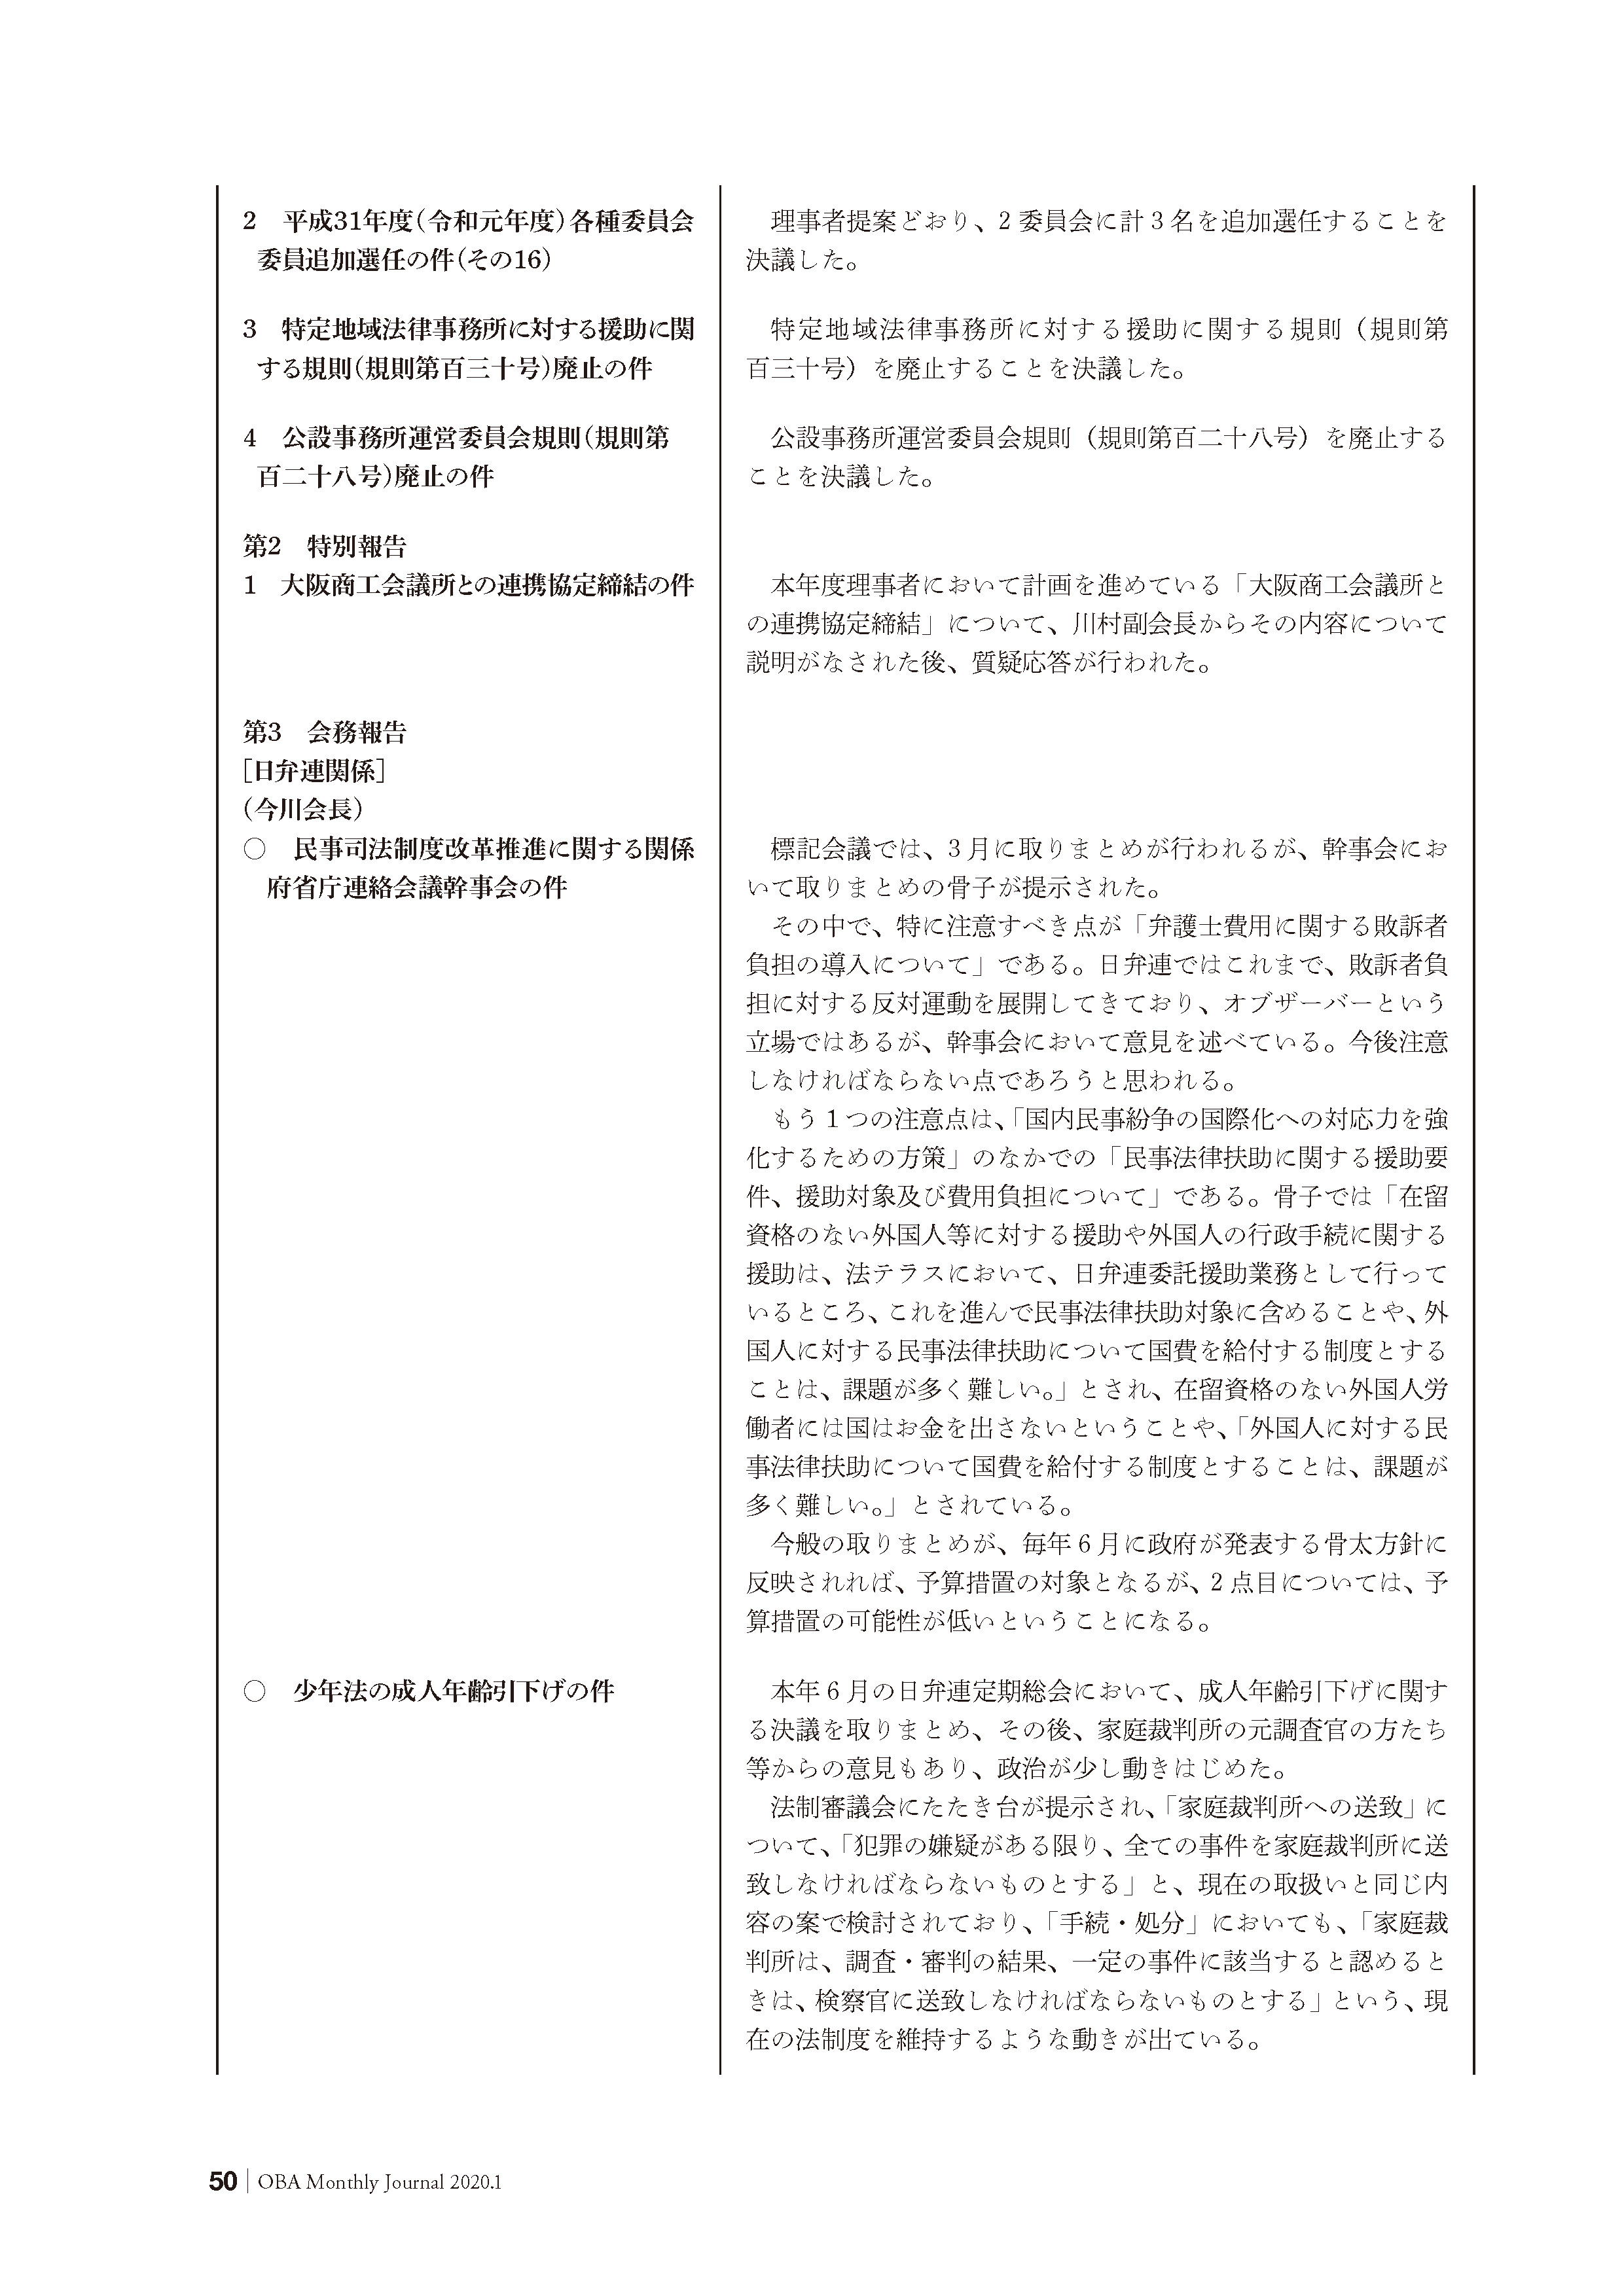 2　平成31年度(令和元年度)各種委員会
委員追加選任の件(その16)
理事者提案どおり、2委員会に計3名を追加選任することを
決議した。
3　特定地域法律事務所に対する援助に関
する規則(規則第百三十号)廃止の件
特定地域法律事務所に対する援助に関する規則（規則第
百三十号）を廃止することを決議した。
4　公設事務所運営委員会規則(規則第
百二十八号)廃止の件
公設事務所運営委員会規則（規則第百二十八号）を廃止する
ことを決議した。
第2　特別報告
1　大阪商工会議所との連携協定締結の件
本年度理事者において計画を進めている「大阪商工会議所と
の連携協定締結」について、川村副会長からその内容について
説明がなされた後、質疑応答が行われた。
第3　会務報告
［日弁連関係］
(今川会長)
○　民事司法制度改革推進に関する関係
府省庁連絡会議幹事会の件
標記会議では、3月に取りまとめが行われるが、幹事会にお
いて取りまとめの骨子が提示された。
その中で、特に注意すべき点が「弁護士費用に関する敗訴者
負担の導入について」である。日弁連ではこれまで、敗訴者負
担に対する反対運動を展開してきており、オブザーバーという
立場ではあるが、幹事会において意見を述べている。今後注意
しなければならない点であろうと思われる。
もう1つの注意点は、「国内民事紛争の国際化への対応力を強
化するための方策」のなかでの「民事法律扶助に関する援助要
件、援助対象及び費用負担について」である。骨子では「在留
資格のない外国人等に対する援助や外国人の行政手続に関する
援助は、法テラスにおいて、日弁連委託援助業務として行って
いるところ、これを進んで民事法律扶助対象に含めることや、外
国人に対する民事法律扶助について国費を給付する制度とする
ことは、課題が多く難しい。」とされ、在留資格のない外国人労
働者には国はお金を出さないということや、「外国人に対する民
事法律扶助について国費を給付する制度とすることは、課題が
多く難しい。」とされている。
今般の取りまとめが、毎年6月に政府が発表する骨太方針に
反映されれば、予算措置の対象となるが、2点目については、予
算措置の可能性が低いということになる。
○　少年法の成人年齢引下げの件
本年6月の日弁連定期総会において、成人年齢引下げに関す
る決議を取りまとめ、その後、家庭裁判所の元調査官の方たち
等からの意見もあり、政治が少し動きはじめた。
法制審議会にたたき台が提示され、「家庭裁判所への送致」に
ついて、「犯罪の嫌疑がある限り、全ての事件を家庭裁判所に送
致しなければならないものとする」と、現在の取扱いと同じ内
容の案で検討されており、「手続・処分」においても、「家庭裁
判所は、調査・審判の結果、一定の事件に該当すると認めると
きは、検察官に送致しなければならないものとする」という、現
在の法制度を維持するような動きが出ている。
50 | OBA Monthly Journal 2020.1